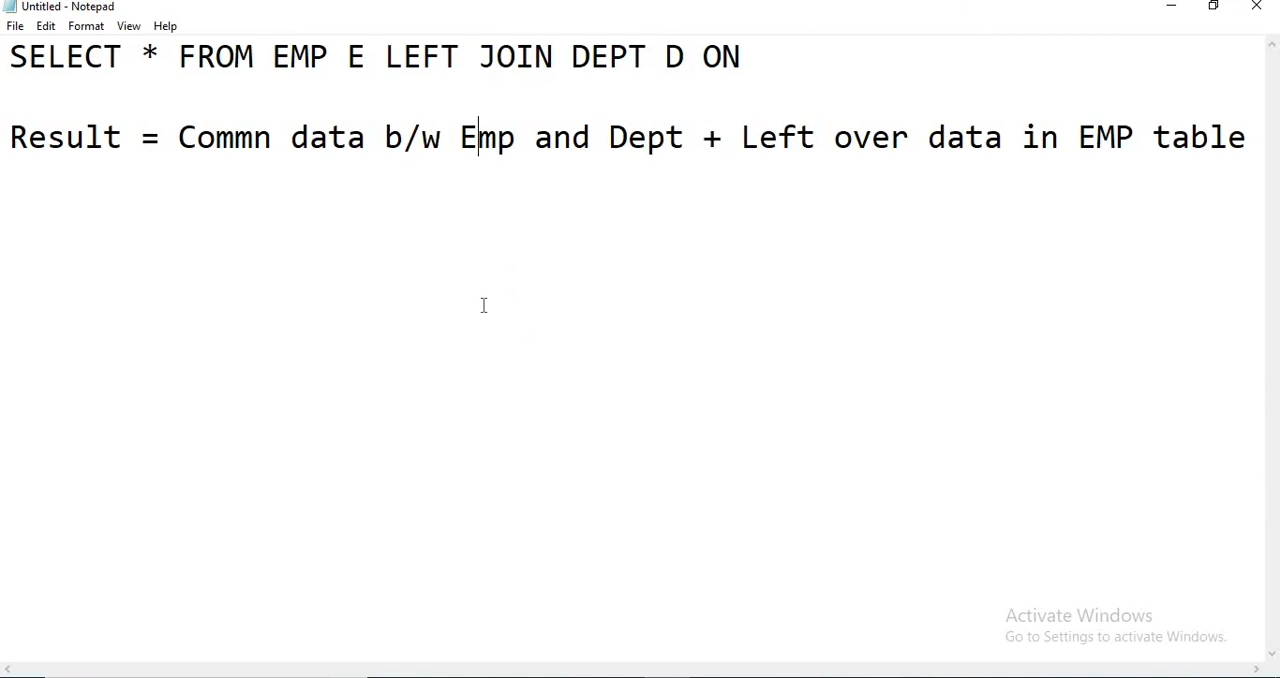 Untitled - Notepad
File Edit Format View Help
SELECT * FROM EMP E LEFT JOIN DEPT D ON
Result = Commn data b/w Emp and Dept + Left over data in EMP table
Activate Windows
Go to Settings to activate Windows.